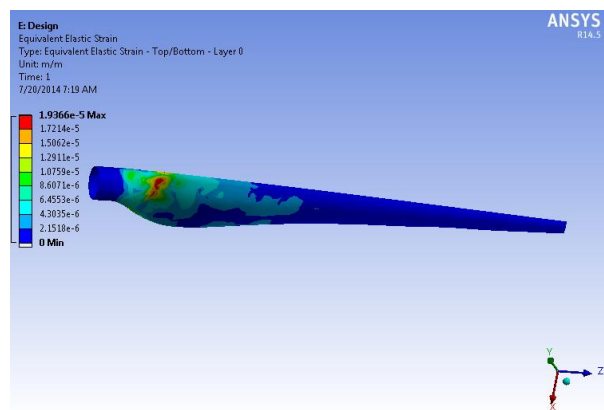 E: Design
Equivalent Elastic Strain
Type: Equivalent Elastic Strain - Top/Bottom - Layer 0
Unit: m/m
Time: 1
7/20/2014 7:19 AM
ANSYS
R14.5
1.9366e-5 Max
1.7214e-5
1.5062e-5
1.2911e-5
1.0759e-5
8.6071e-6
6.4553e-6
4.3035e-6
2.1518e-6
0 Min
Y
Z
X